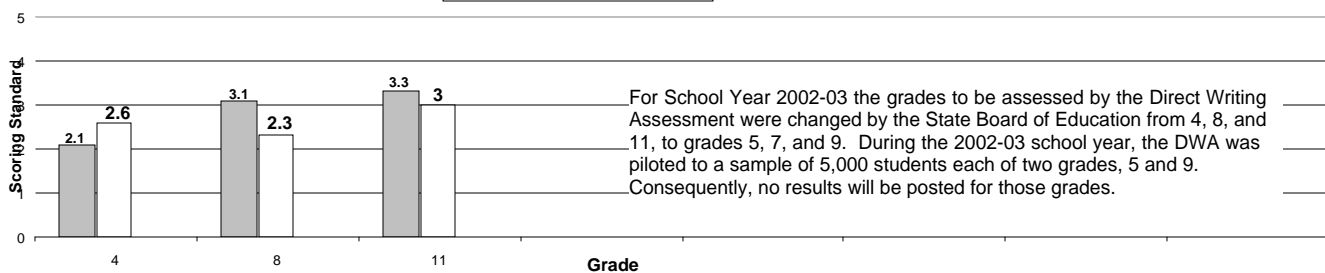 5
4
3
2
1
0
Scoring Standard
2.1
2.6
3.1
2.3
3.3
3
4
8
11
Grade
For School Year 2002-03 the grades to be assessed by the Direct Writing
Assessment were changed by the State Board of Education from 4, 8, and
11, to grades 5, 7, and 9.  During the 2002-03 school year, the DWA was
piloted to a sample of 5,000 students each of two grades, 5 and 9.
Consequently, no results will be posted for those grades.